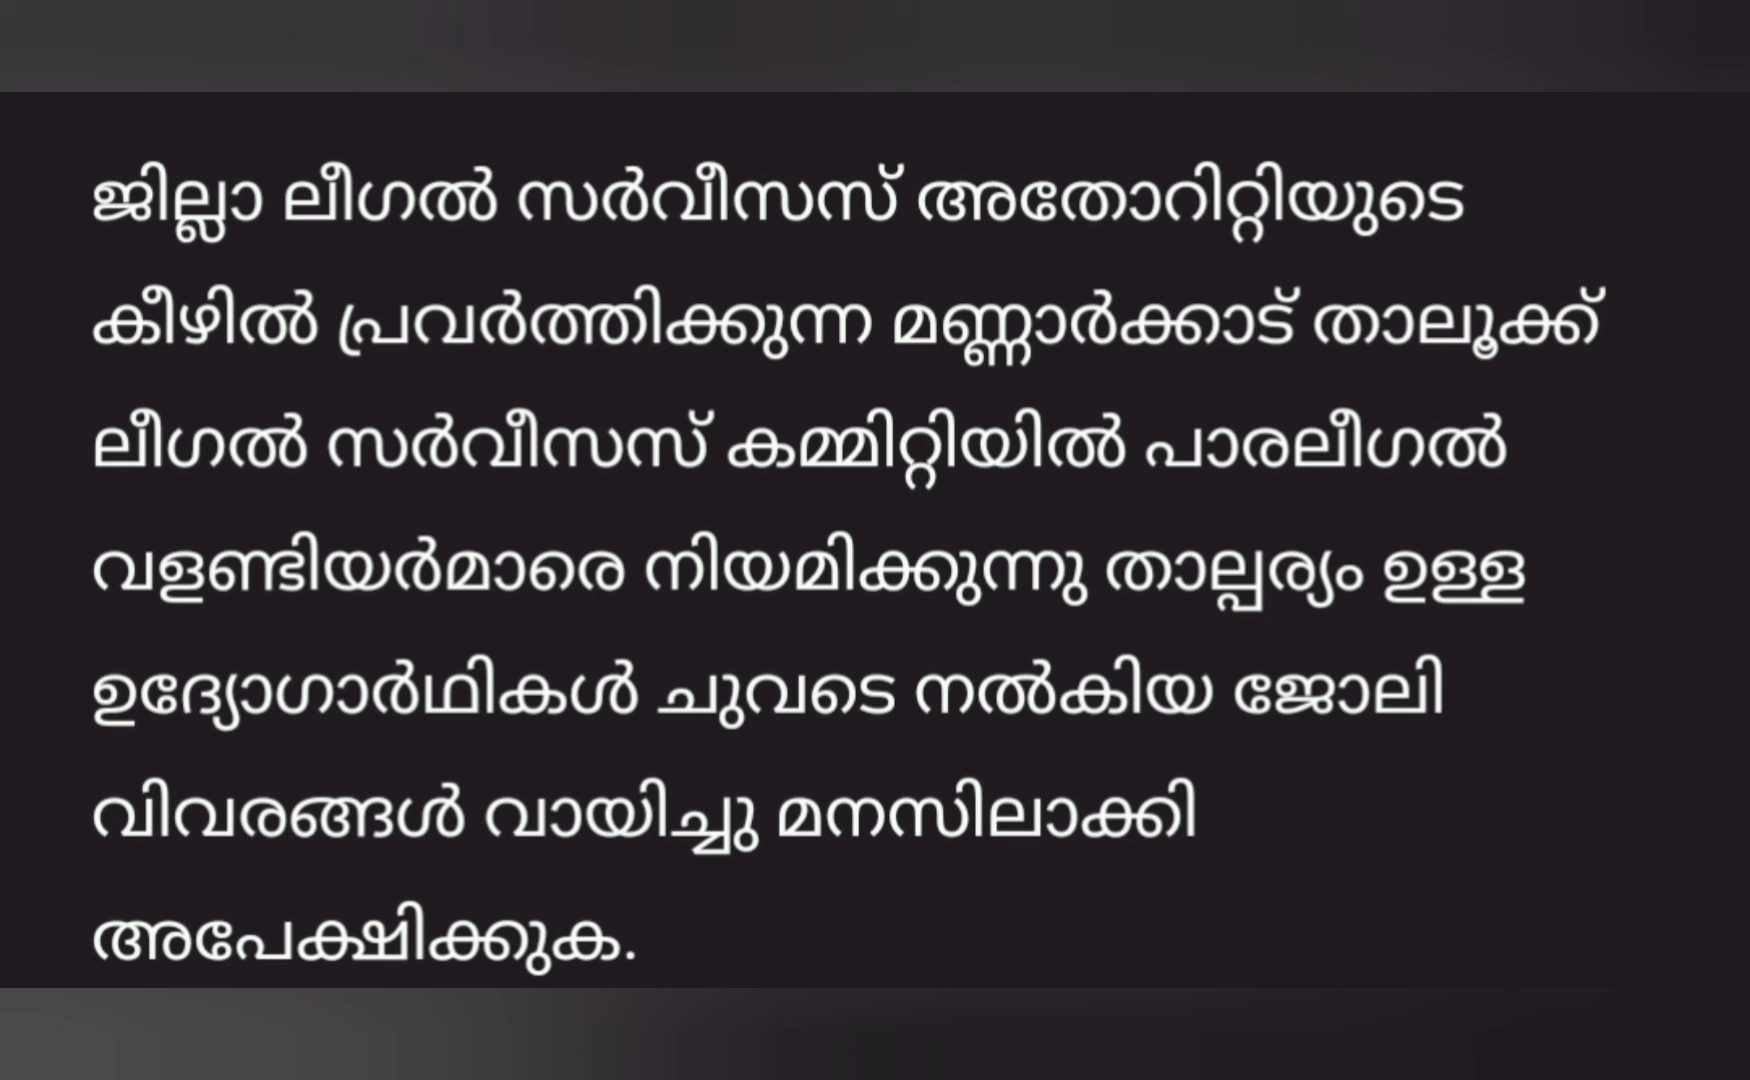 ജില്ലാ ലീഗൽ സർവീസസ് അതോറിറ്റിയുടെ
കീഴിൽ പ്രവർത്തിക്കുന്ന മണ്ണാർക്കാട് താലൂക്ക്
ലീഗൽ സർവീസസ് കമ്മിറ്റിയിൽ പാരലീഗൽ
വളണ്ടിയർമാരെ നിയമിക്കുന്നു താല്പര്യം ഉള്ള
ഉദ്യോഗാർഥികൾ ചുവടെ നൽകിയ ജോലി
വിവരങ്ങൾ വായിച്ചു മനസിലാക്കി
അപേക്ഷിക്കുക.